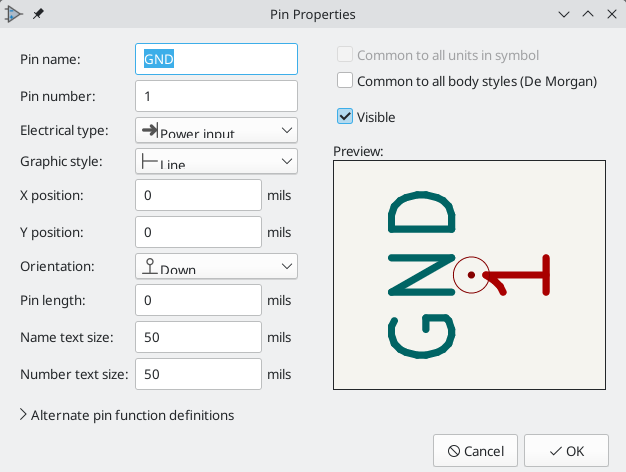 Pin Properties
Pin name: GND
Pin number: 1
Electrical type: Power input
Graphic style: Line
X position: 0 mils
Y position: 0 mils
Orientation: Down
Pin length: 0 mils
Name text size: 50 mils
Number text size: 50 mils
Alternate pin function definitions
Common to all units in symbol
Common to all body styles (De Morgan)
Visible
Preview:
GND
1
Cancel
OK